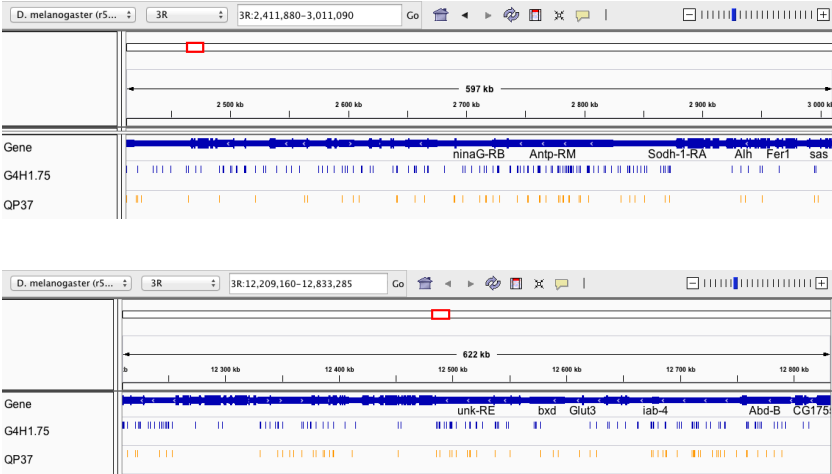 D. melanogaster (r5... 3R 3R:2,411,880-3,011,090 Go
597 kb
2 500 kb 2 600 kb 2 700 kb 2 800 kb 2 900 kb 3 000 kb
Gene
ninaG-RB Antp-RM Sodh-1-RA Alh Fer1 sas
G4H1.75
QP37
D. melanogaster (r5... 3R 3R:12,209,160-12,833,285 Go
622 kb
b 12 300 kb 12 400 kb 12 500 kb 12 600 kb 12 700 kb 12 800 kb
Gene
unk-RE bxd Glut3 iab-4 Abd-B CG175
G4H1.75
QP37